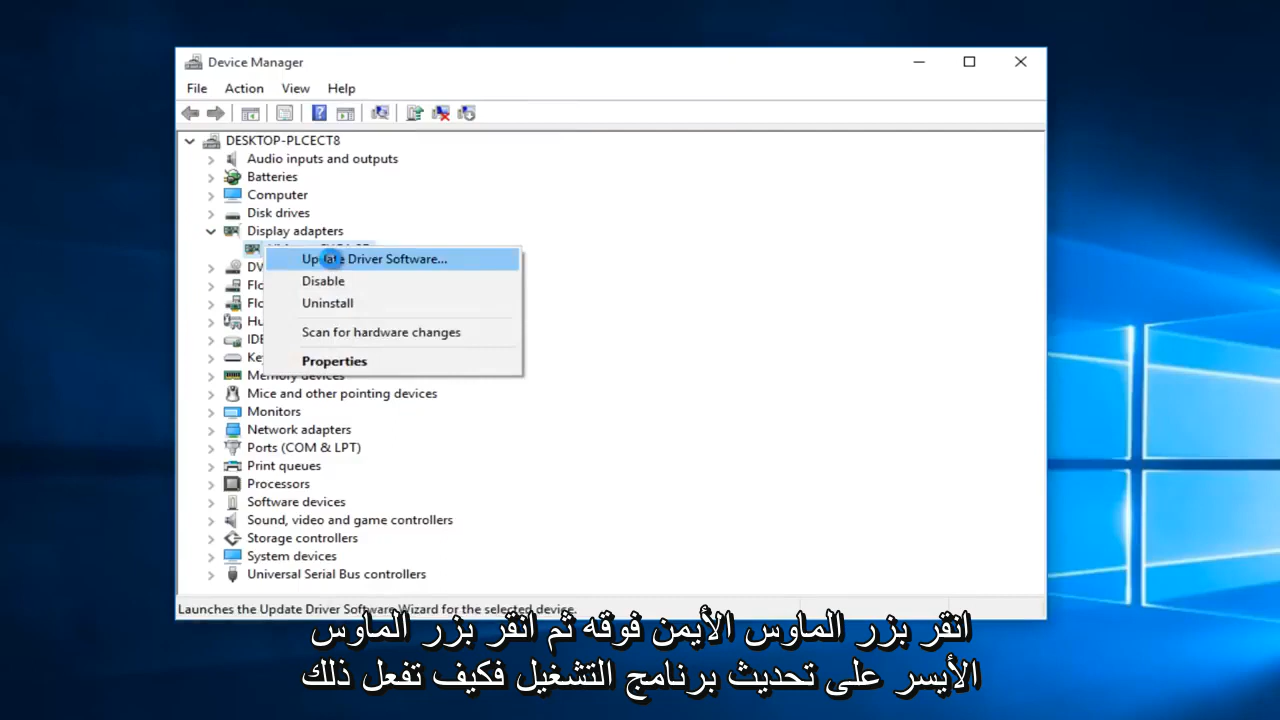 Device Manager
File Action View Help
DESKTOP-PLCECT8
Audio inputs and outputs
Batteries
Computer
Disk drives
Display adapters
Update Driver Software...
Disable
Uninstall
Scan for hardware changes
Properties
Memory devices
Mice and other pointing devices
Monitors
Network adapters
Ports (COM & LPT)
Print queues
Processors
Software devices
Sound, video and game controllers
Storage controllers
System devices
Universal Serial Bus controllers
Launches the Update Driver Software Wizard for the selected device.
انقر بزر الماوس الأيمن فوقه ثم انقر بزر الماوس
الأيسر على تحديث برنامج التشغيل فكيف تفعل ذلك